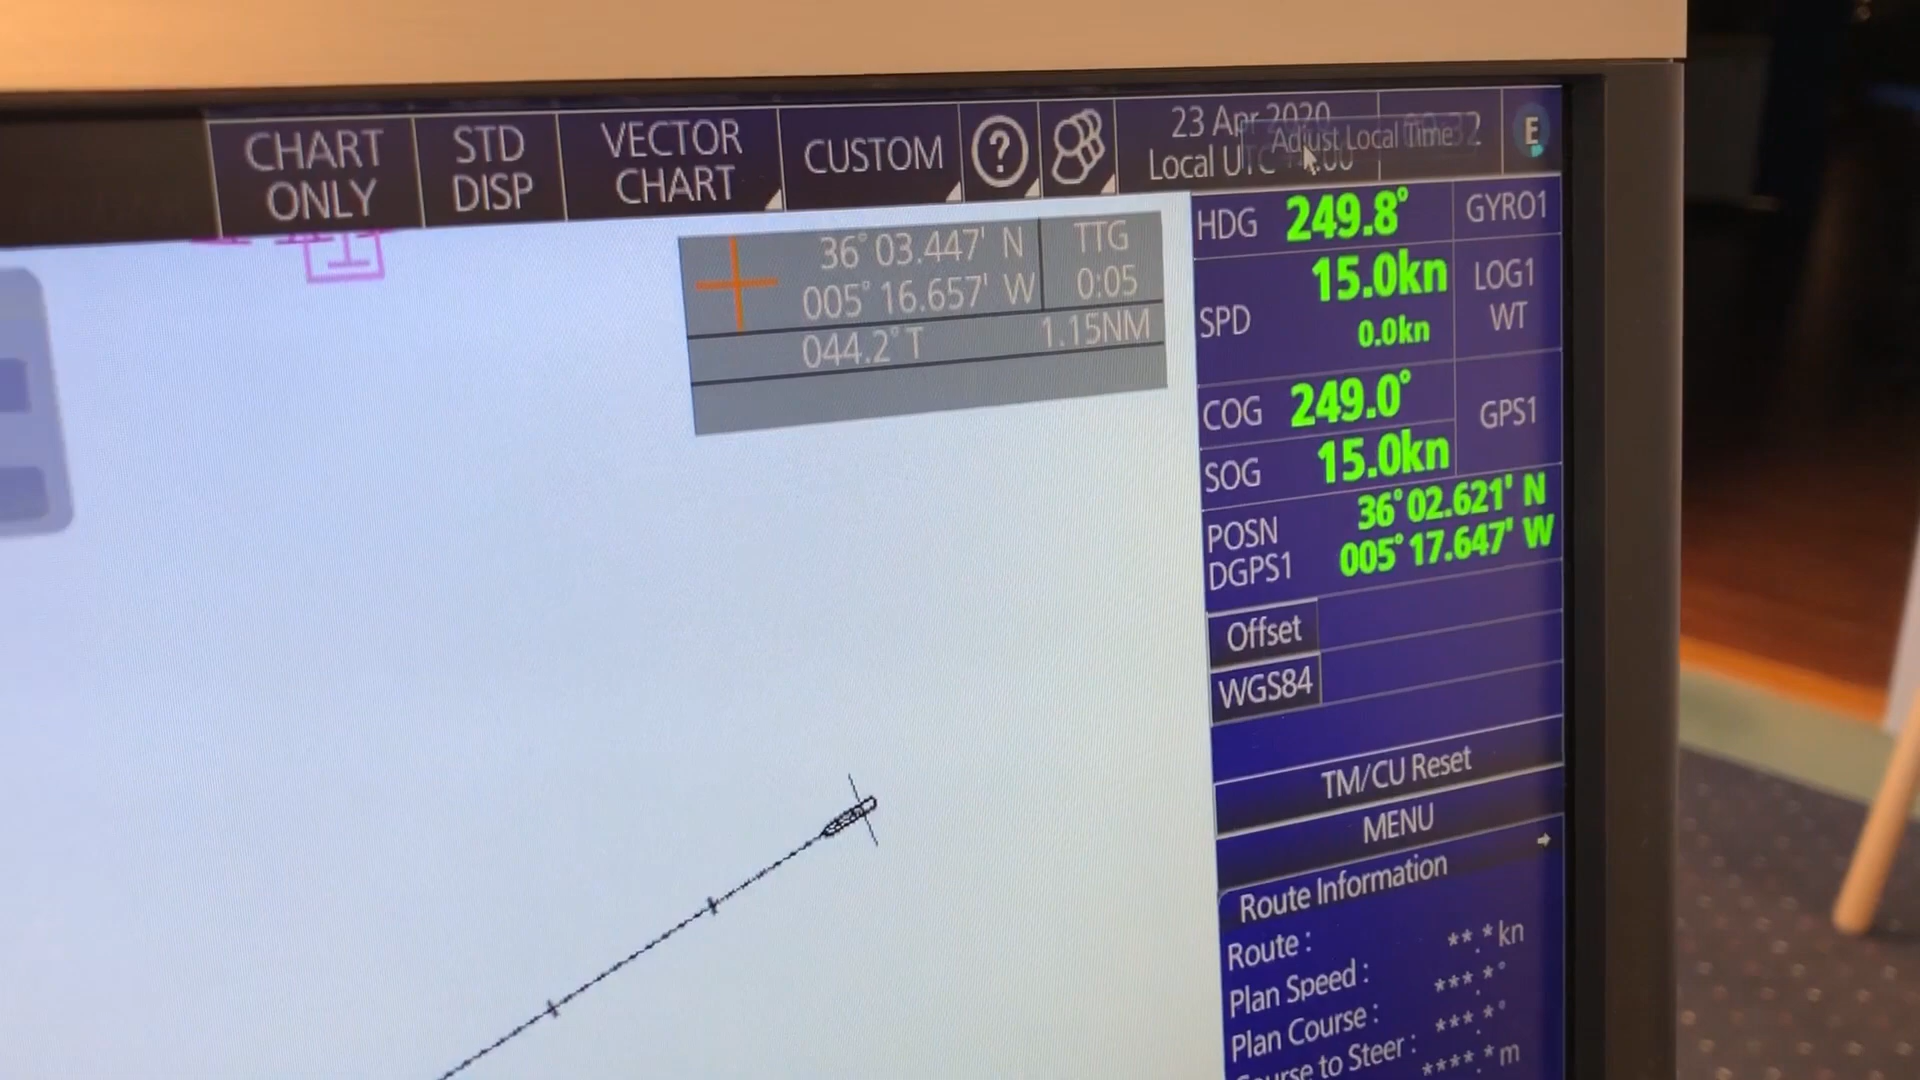 CHART
ONLY
STD
DISP
VECTOR
CHART
CUSTOM
?
23 Apr 2020
Local UTC
Adjust Local Time
E
36° 03.447' N
005° 16.657' W
TTG
0:05
044.2° T 1.15NM
HDG 249.8° GYRO1
SPD 15.0kn LOG1
0.0kn WT
COG 249.0° GPS1
SOG 15.0kn
POSN 36° 02.621' N
DGPS1 005° 17.647' W
Offset
WGS84
TM/CU Reset
MENU
Route Information
Route : **.*kn
Plan Speed : ***.*°
Plan Course : ***.*°
to Steer : ****.*m